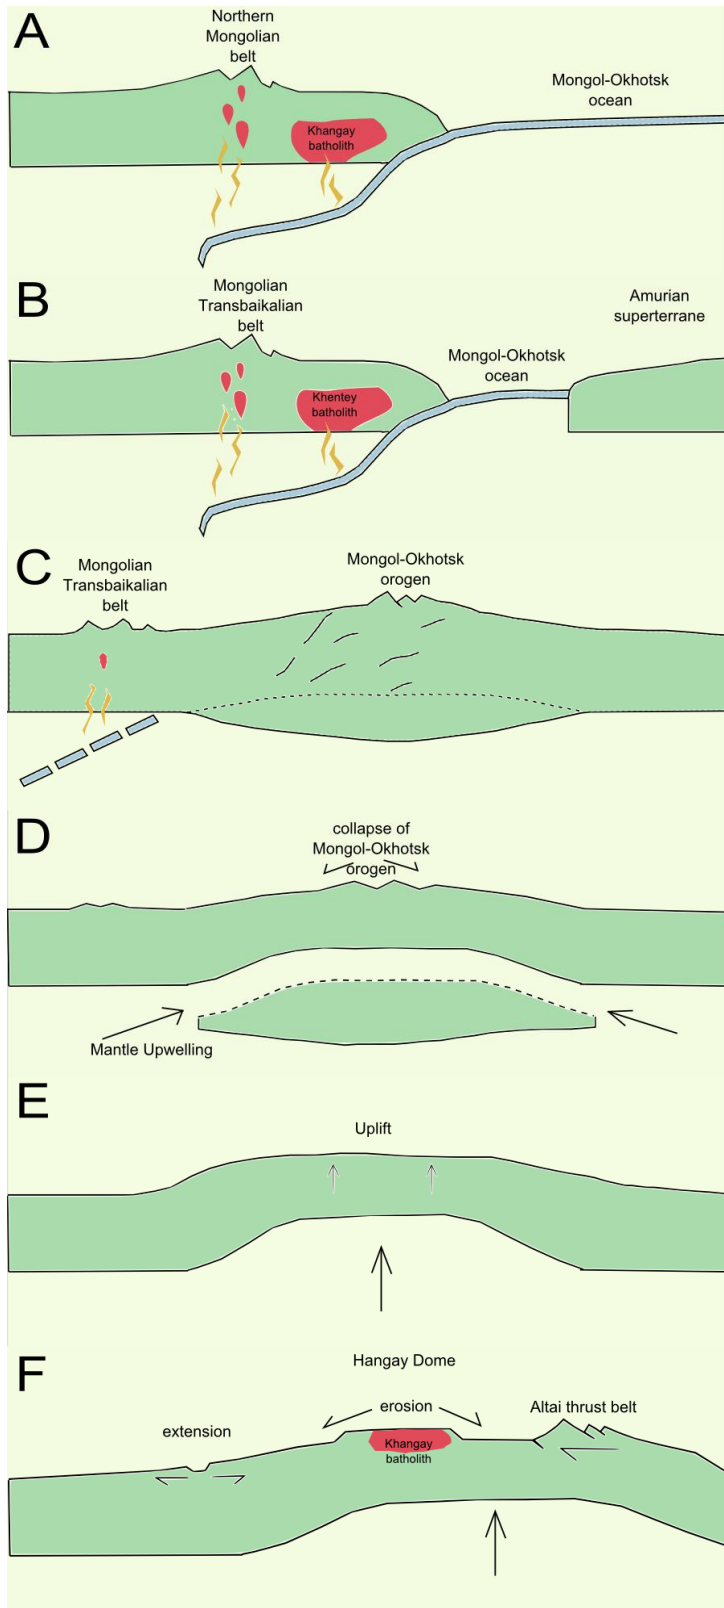 A
Northern
Mongolian
belt
Mongol-Okhotsk
ocean
Khangay
batholith
B
Mongolian
Transbaikalian
belt
Amurian
superterrane
Mongol-Okhotsk
ocean
Khentey
batholith
C
Mongolian
Transbaikalian
belt
Mongol-Okhotsk
orogen
D
collapse of
Mongol-Okhotsk
orogen
Mantle Upwelling
E
Uplift
F
Hangay Dome
erosion
Altai thrust belt
extension
Khangay
batholith